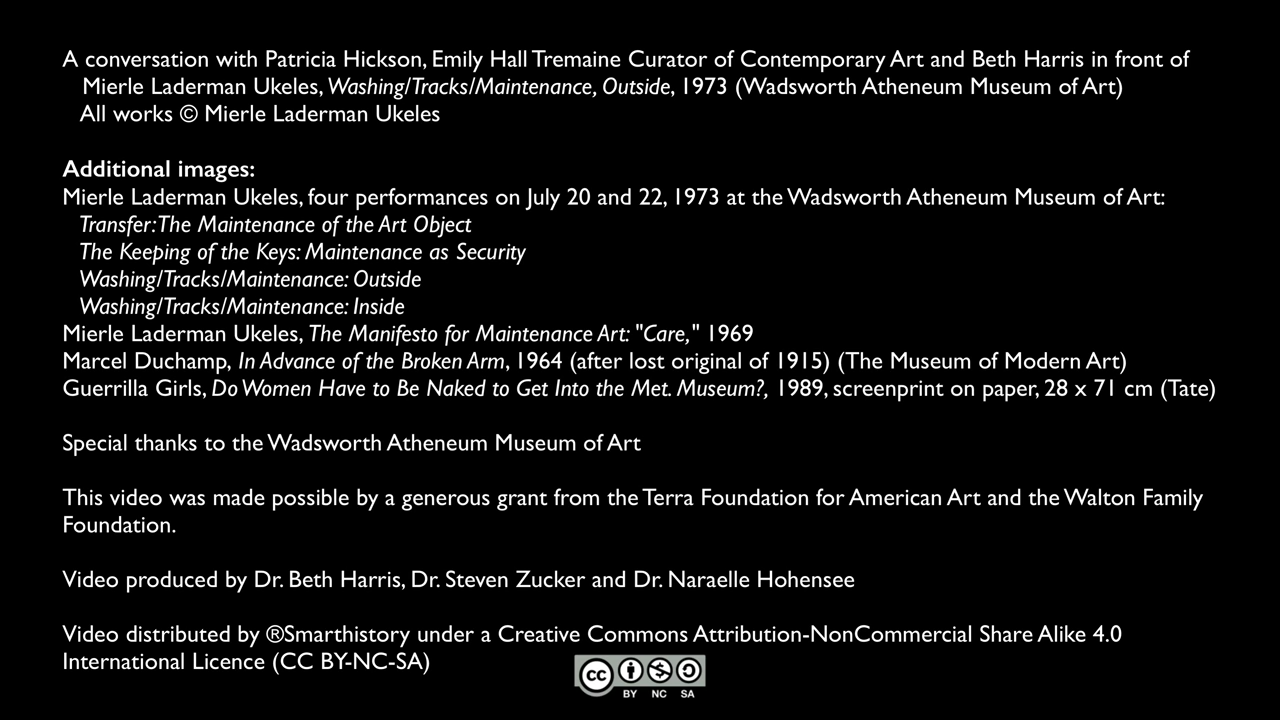 A conversation with Patricia Hickson, Emily Hall Tremaine Curator of Contemporary Art and Beth Harris in front of
Mierle Laderman Ukeles, Washing/Tracks/Maintenance, Outside, 1973 (Wadsworth Atheneum Museum of Art)
All works © Mierle Laderman Ukeles
Additional images:
Mierle Laderman Ukeles, four performances on July 20 and 22, 1973 at the Wadsworth Atheneum Museum of Art:
Transfer: The Maintenance of the Art Object
The Keeping of the Keys: Maintenance as Security
Washing/Tracks/Maintenance: Outside
Washing/Tracks/Maintenance: Inside
Mierle Laderman Ukeles, The Manifesto for Maintenance Art: "Care," 1969
Marcel Duchamp, In Advance of the Broken Arm, 1964 (after lost original of 1915) (The Museum of Modern Art)
Guerrilla Girls, Do Women Have to Be Naked to Get Into the Met. Museum?, 1989, screenprint on paper, 28 x 71 cm (Tate)
Special thanks to the Wadsworth Atheneum Museum of Art
This video was made possible by a generous grant from the Terra Foundation for American Art and the Walton Family
Foundation.
Video produced by Dr. Beth Harris, Dr. Steven Zucker and Dr. Naraelle Hohensee
Video distributed by ®Smarthistory under a Creative Commons Attribution-NonCommercial Share Alike 4.0
International Licence (CC BY-NC-SA)
cc
BY NC SA